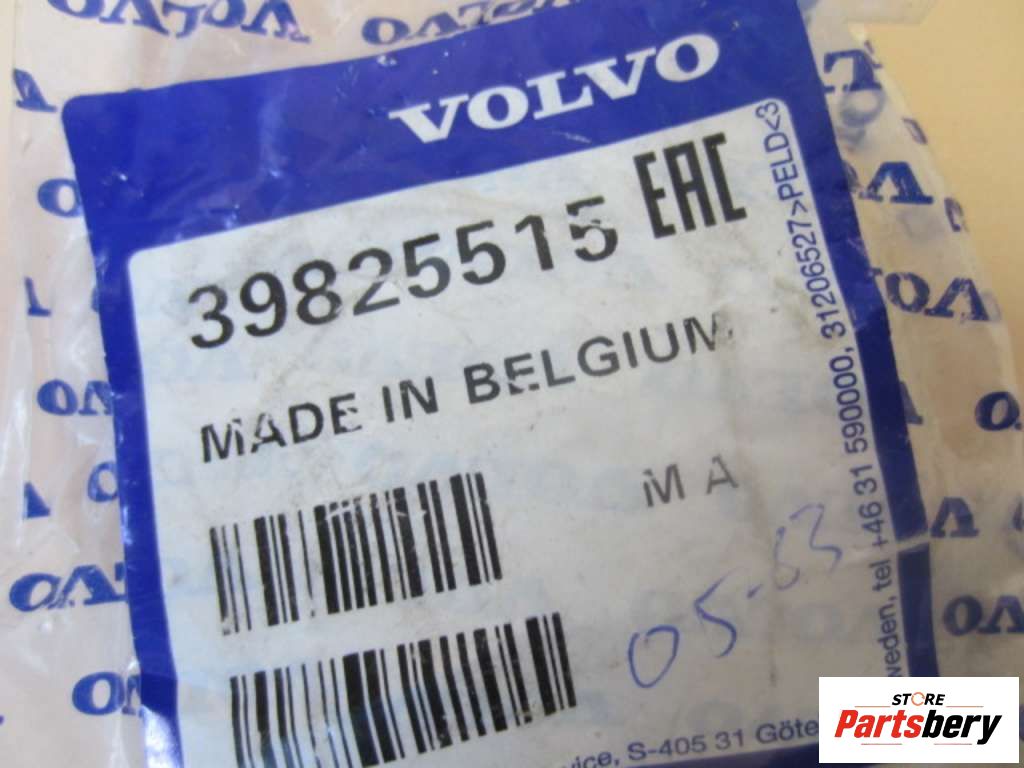 VOLVO
39825515 EAC
MADE IN BELGIUM
M A
05-63
weden, tel +46 31 590000, 31206527>PELD<3
vice, S-405 31 Göte
STORE
Partsbery